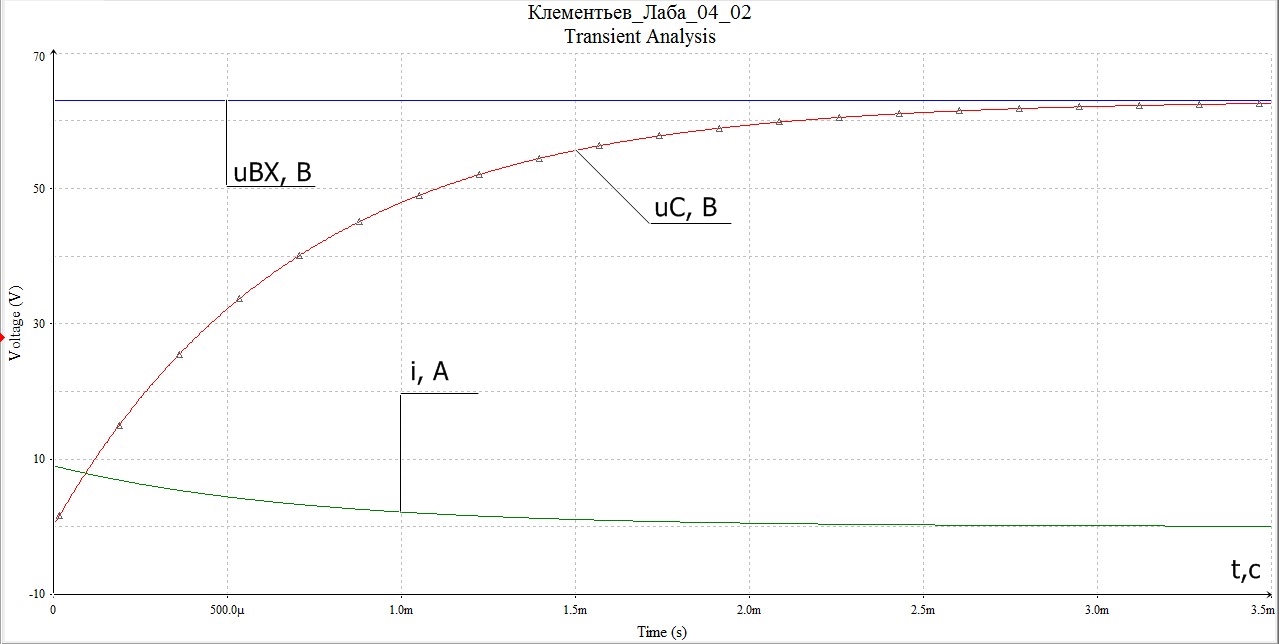 Клементьев_Лаба_04_02
Transient Analysis
70
uВХ, В
50
uC, В
Voltage (V)
30
i, А
10
t,c
-10
0 500.0µ 1.0m 1.5m 2.0m 2.5m 3.0m 3.5m
Time (s)